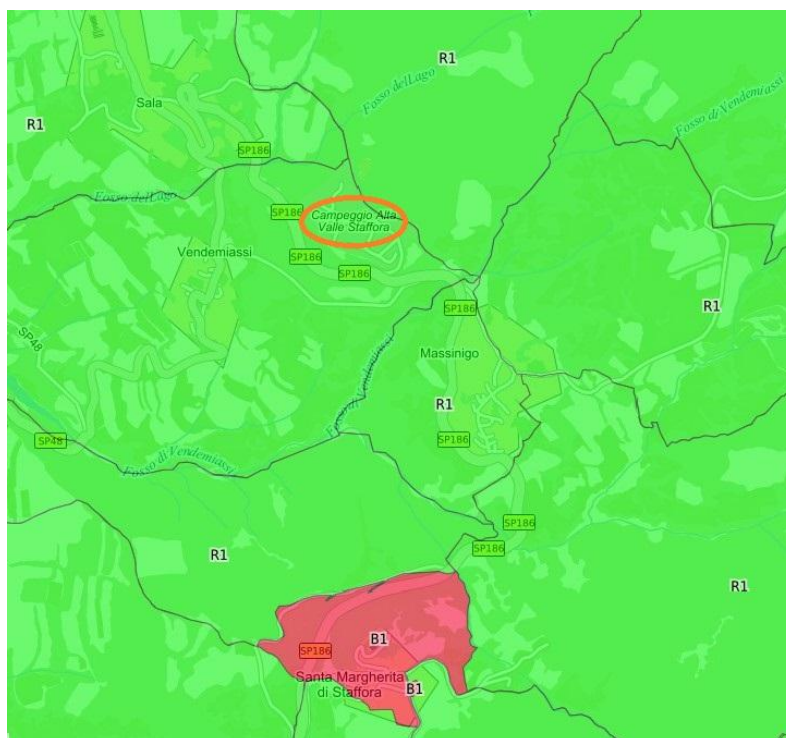 R1
Fosso del Lago
Fosso di Vendemiassi
Sala
R1
SP186
Fosso del Lago
SP186
Campeggio Alta
Valle Staffora
Vendemiassi
SP186
SP186
SP186
R1
SP48
Massinigo
Fosso di Vendemiassi
R1
SP48
SP186
Fosso di Vendemiassi
SP186
SP186
R1
R1
B1
SP186
Santa Margherita
di Staffora
B1